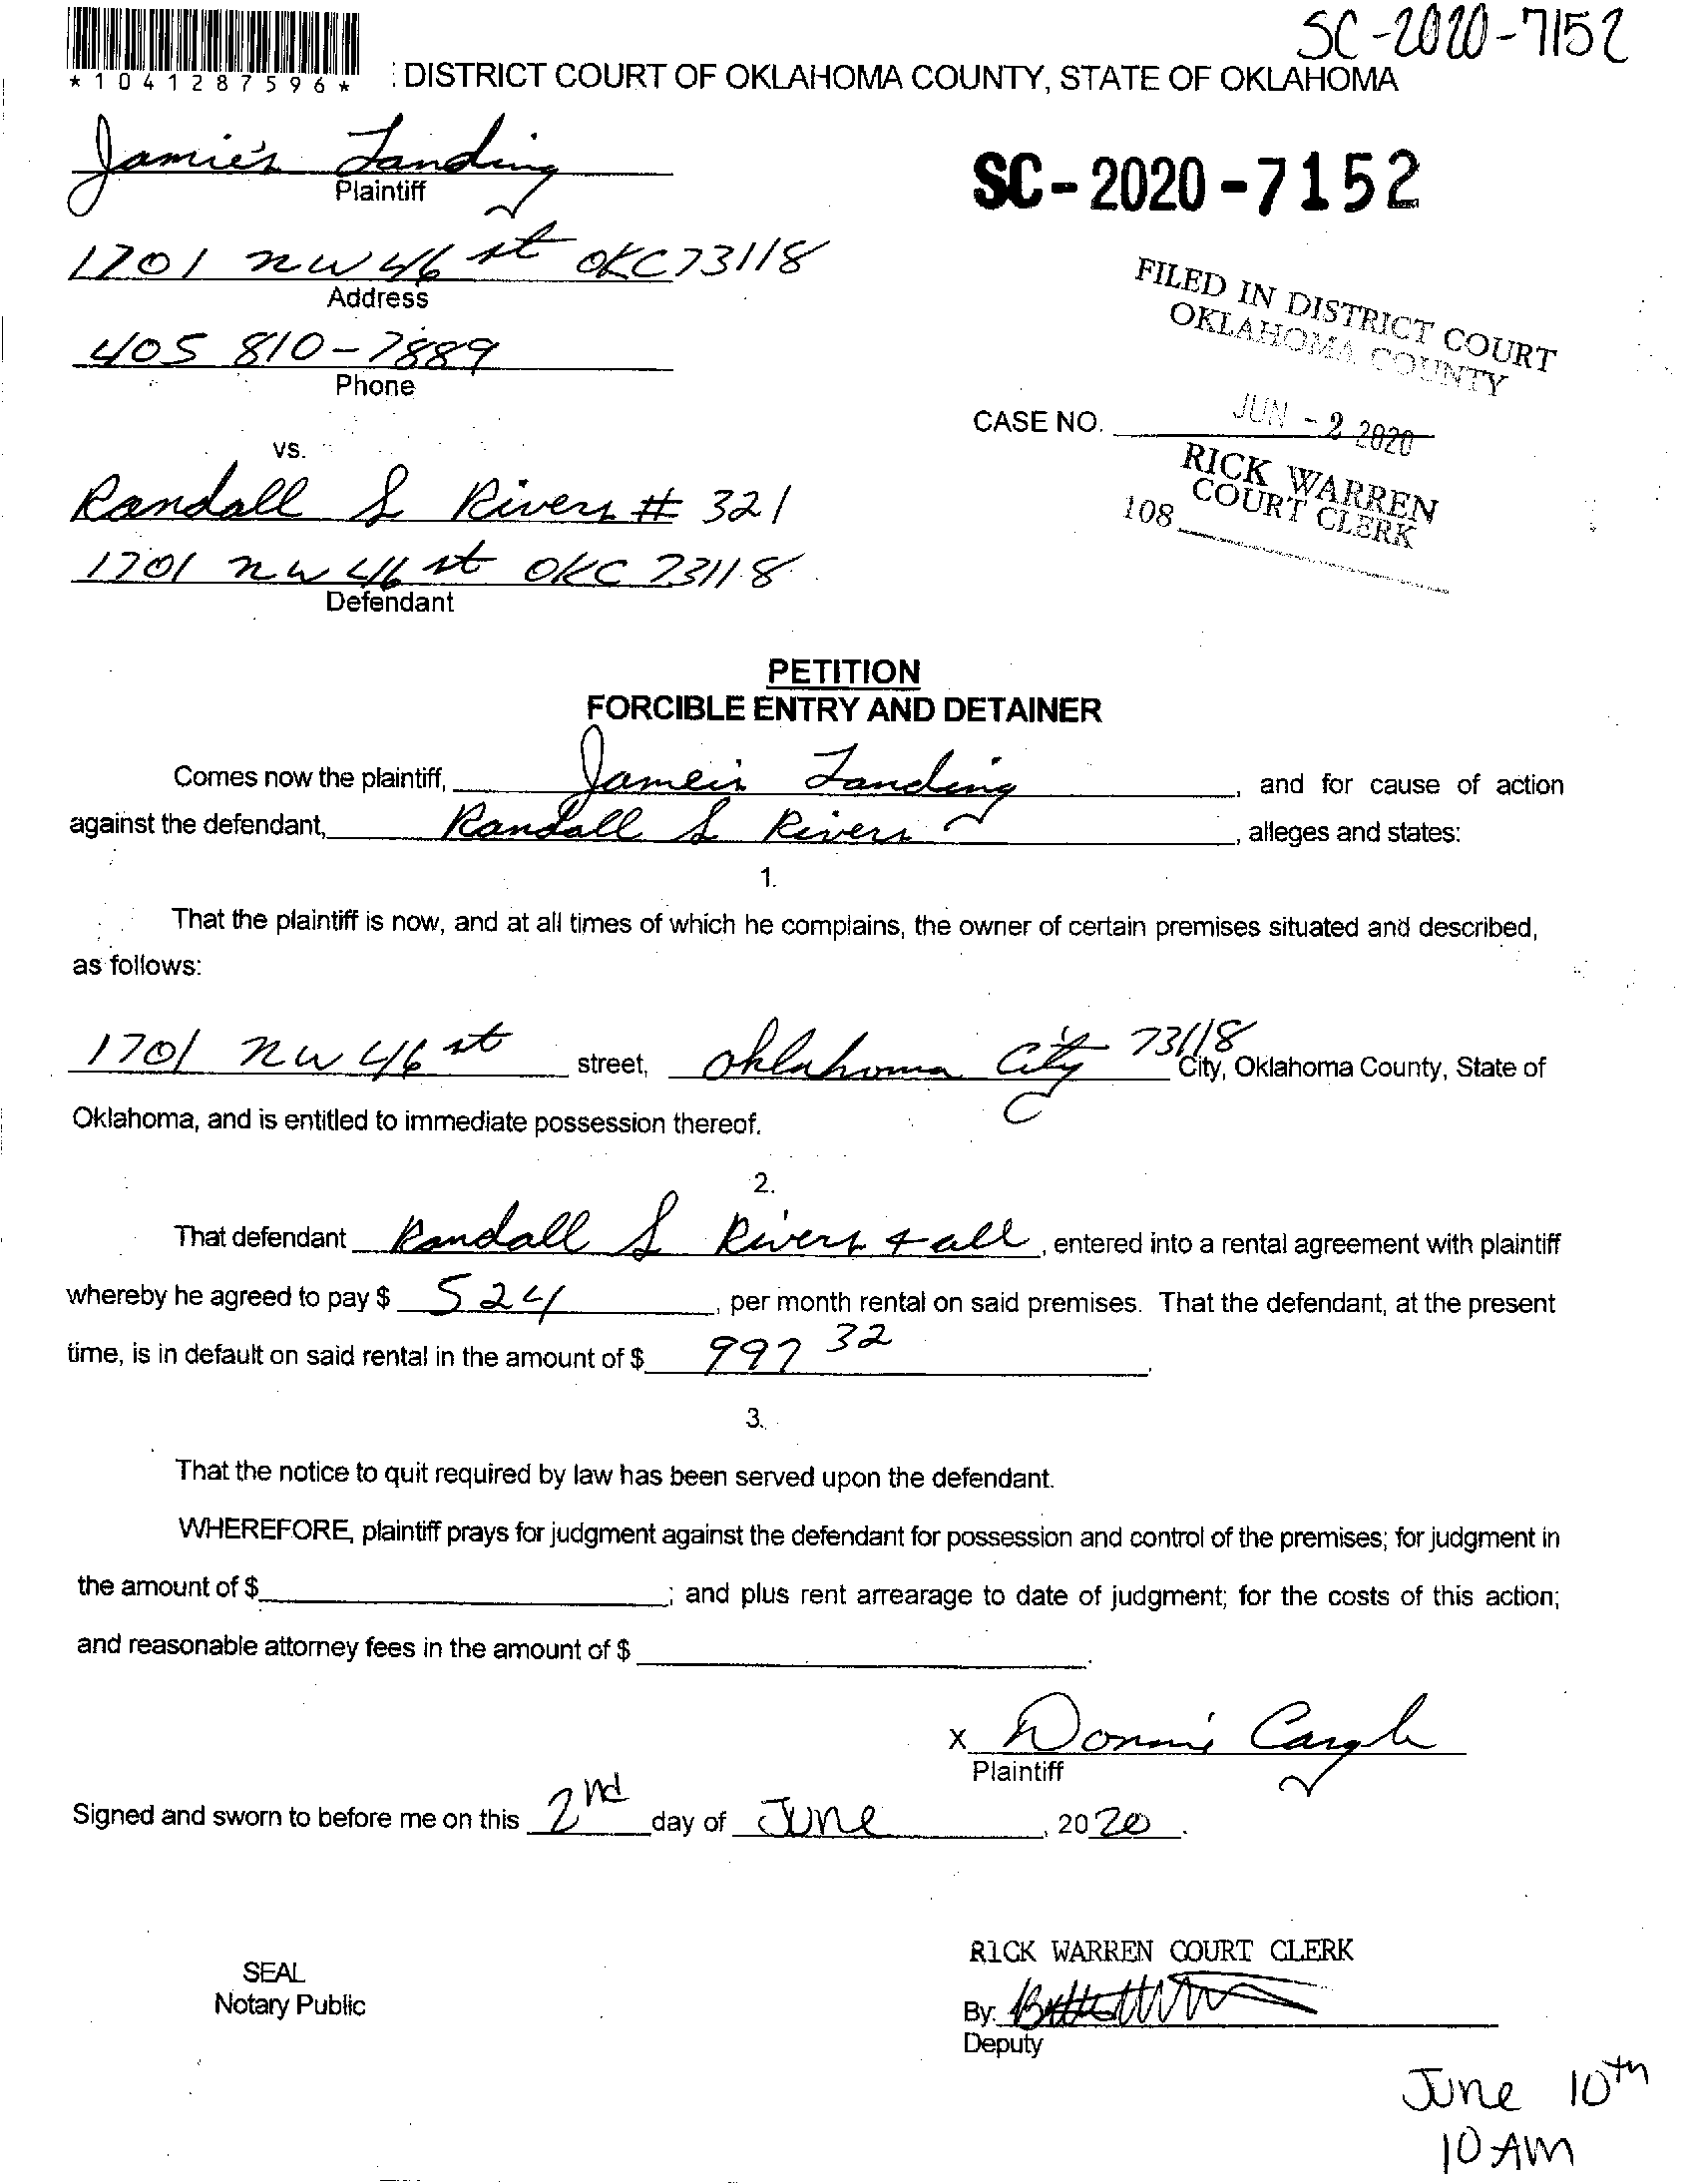 SC-2020-7152
*1041287596*
DISTRICT COURT OF OKLAHOMA COUNTY, STATE OF OKLAHOMA
Jamie's Landing
Plaintiff
SC-2020-7152
1701 NW 46 st OKC 73118
Address
FILED IN DISTRICT COURT
OKLAHOMA COUNTY
405 810-7889
Phone
JUN - 2 2020
CASE NO.
vs.
RICK WARREN
COURT CLERK
108
Randall S Rivers # 321
1701 NW 46 st OKC 73118
Defendant
PETITION
FORCIBLE ENTRY AND DETAINER
Comes now the plaintiff, Jameis Landing, and for cause of action
against the defendant, Randall S Rivers, alleges and states:
1.
That the plaintiff is now, and at all times of which he complains, the owner of certain premises situated and described,
as follows:
1701 NW 46 st street, Oklahoma City 73118 City, Oklahoma County, State of
Oklahoma, and is entitled to immediate possession thereof.
2.
That defendant Randall S Rivers + all, entered into a rental agreement with plaintiff
whereby he agreed to pay $ 524, per month rental on said premises. That the defendant, at the present
time, is in default on said rental in the amount of $ 997 32.
3.
That the notice to quit required by law has been served upon the defendant.
WHEREFORE, plaintiff prays for judgment against the defendant for possession and control of the premises; for judgment in
the amount of $ ; and plus rent arrearage to date of judgment; for the costs of this action;
and reasonable attorney fees in the amount of $ .
X Donnie
Plaintiff
Signed and sworn to before me on this 2nd day of June, 2020.
RICK WARREN COURT CLERK
SEAL
Notary Public
By:
Deputy
June 10th
10 AM